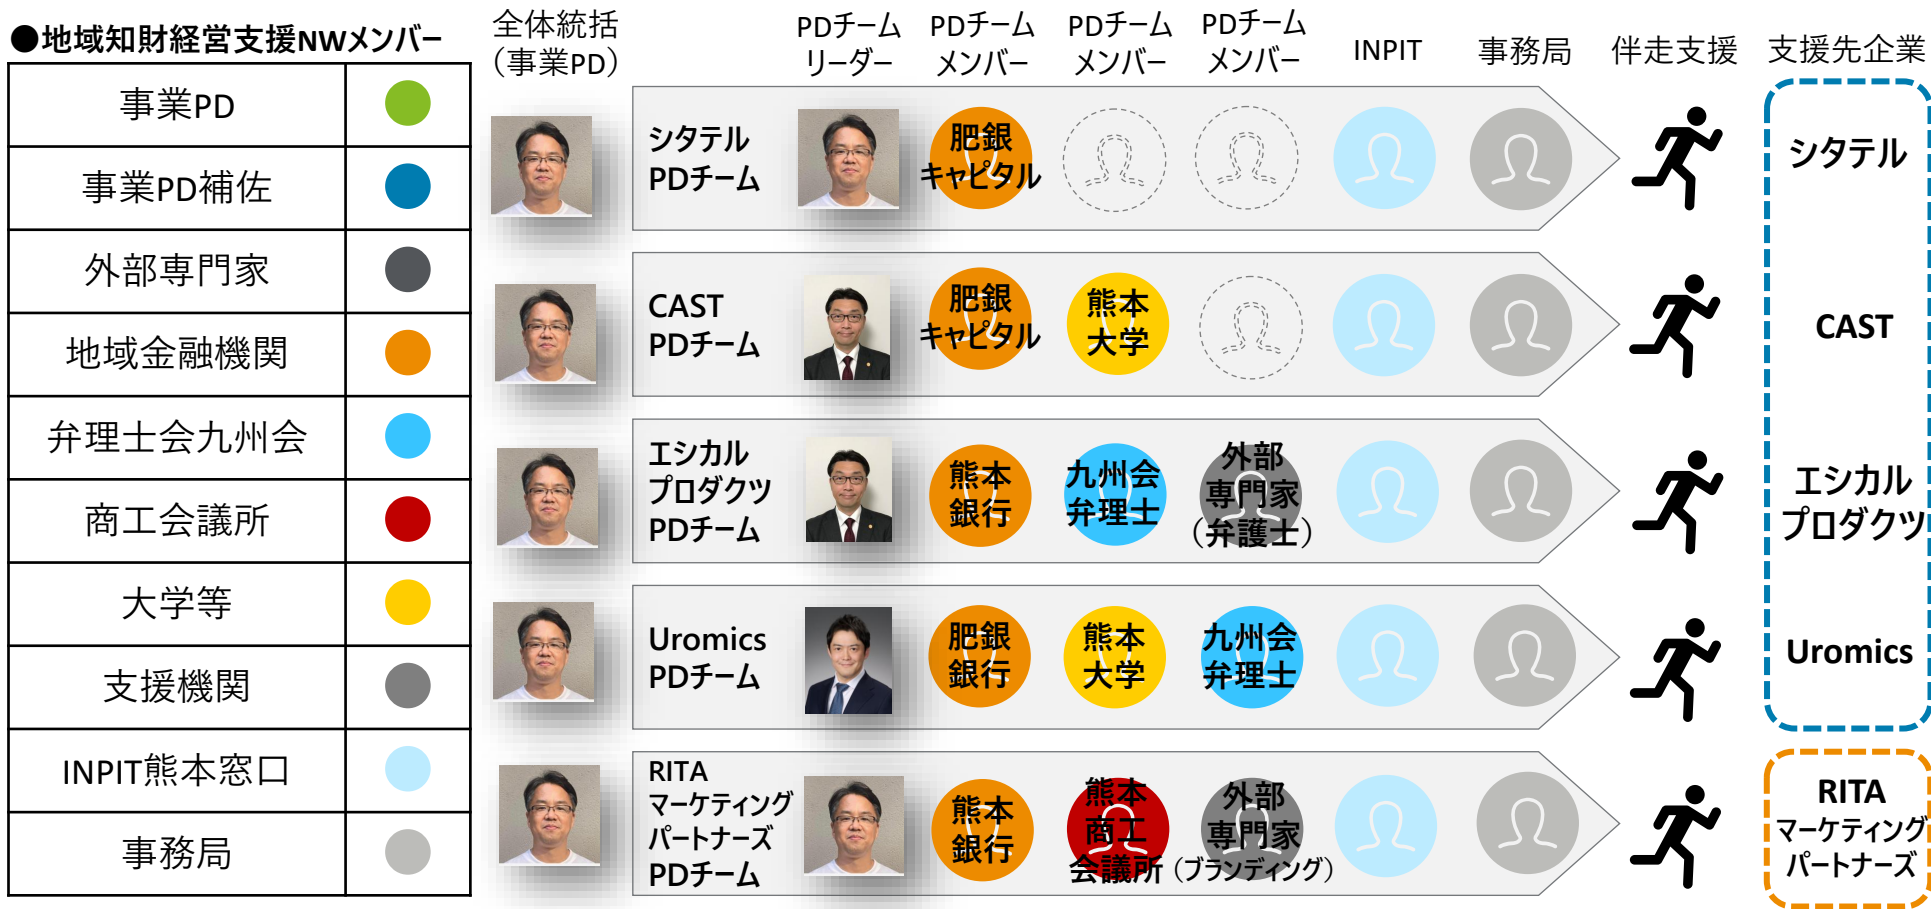 ●地域知財経営支援NWメンバー
事業PD
事業PD補佐
外部専門家
地域金融機関
弁理士会九州会
商工会議所
大学等
支援機関
INPIT熊本窓口
事務局
全体統括
（事業PD）
PDチーム
リーダー
PDチーム
メンバー
PDチーム
メンバー
PDチーム
メンバー
INPIT
事務局
伴走支援
支援先企業
シタテル
PDチーム
肥銀
キャピタル
シタテル
CAST
PDチーム
肥銀
キャピタル
熊本
大学
CAST
エシカル
プロダクツ
PDチーム
熊本
銀行
九州会
弁理士
外部
専門家
（弁護士）
エシカル
プロダクツ
Uromics
PDチーム
肥銀
銀行
熊本
大学
九州会
弁理士
Uromics
RITA
マーケティング
パートナーズ
PDチーム
熊本
銀行
熊本
商工
会議所
外部
専門家
（ブランディング）
RITA
マーケティング
パートナーズ